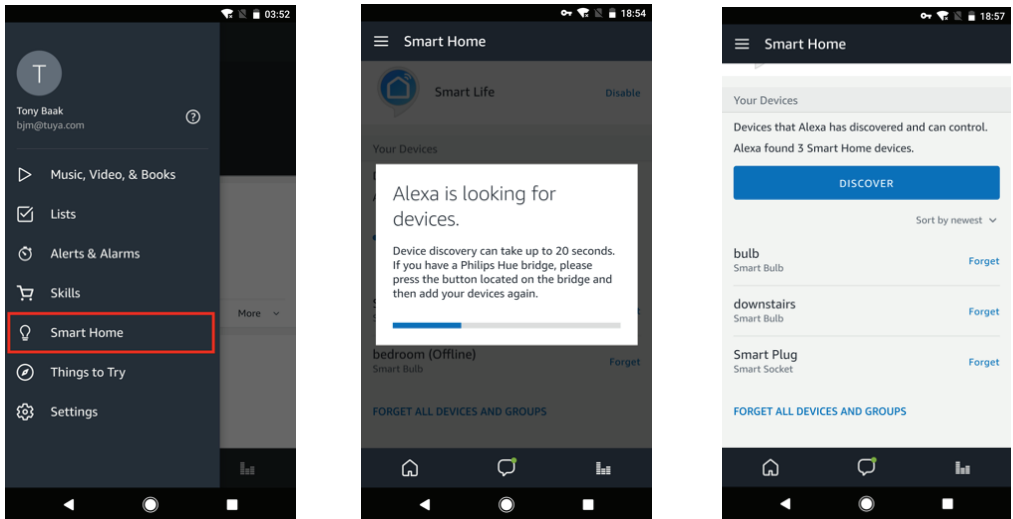 03:52
T
Tony Baak
bjm@tuya.com
Music, Video, & Books
Lists
Alerts & Alarms
Skills
Smart Home
Things to Try
Settings
More
18:54
Smart Home
Smart Life
Disable
Your Devices
Alexa is looking for
devices.
Device discovery can take up to 20 seconds.
If you have a Philips Hue bridge, please
press the button located on the bridge and
then add your devices again.
bedroom (Offline)
Smart Bulb
Forget
FORGET ALL DEVICES AND GROUPS
18:57
Smart Home
Your Devices
Devices that Alexa has discovered and can control.
Alexa found 3 Smart Home devices.
DISCOVER
Sort by newest
bulb
Smart Bulb
Forget
downstairs
Smart Bulb
Forget
Smart Plug
Smart Socket
Forget
FORGET ALL DEVICES AND GROUPS